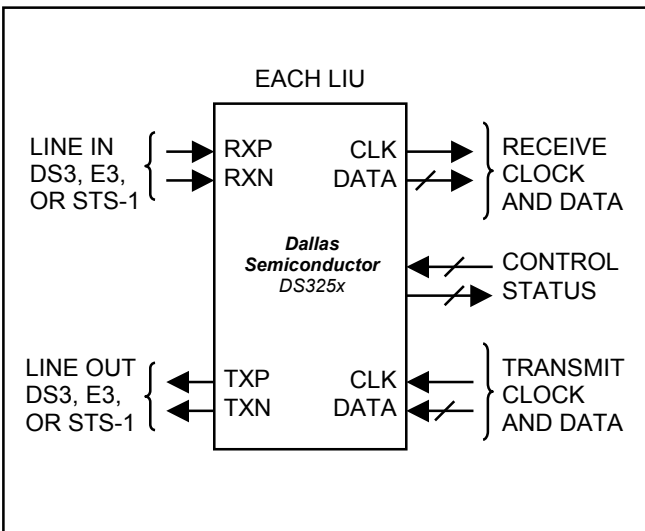 EACH LIU
LINE IN
DS3, E3,
OR STS-1
RXP
RXN
CLK
DATA
RECEIVE
CLOCK
AND DATA
Dallas
Semiconductor
DS325x
CONTROL
STATUS
LINE OUT
DS3, E3,
OR STS-1
TXP
TXN
CLK
DATA
TRANSMIT
CLOCK
AND DATA